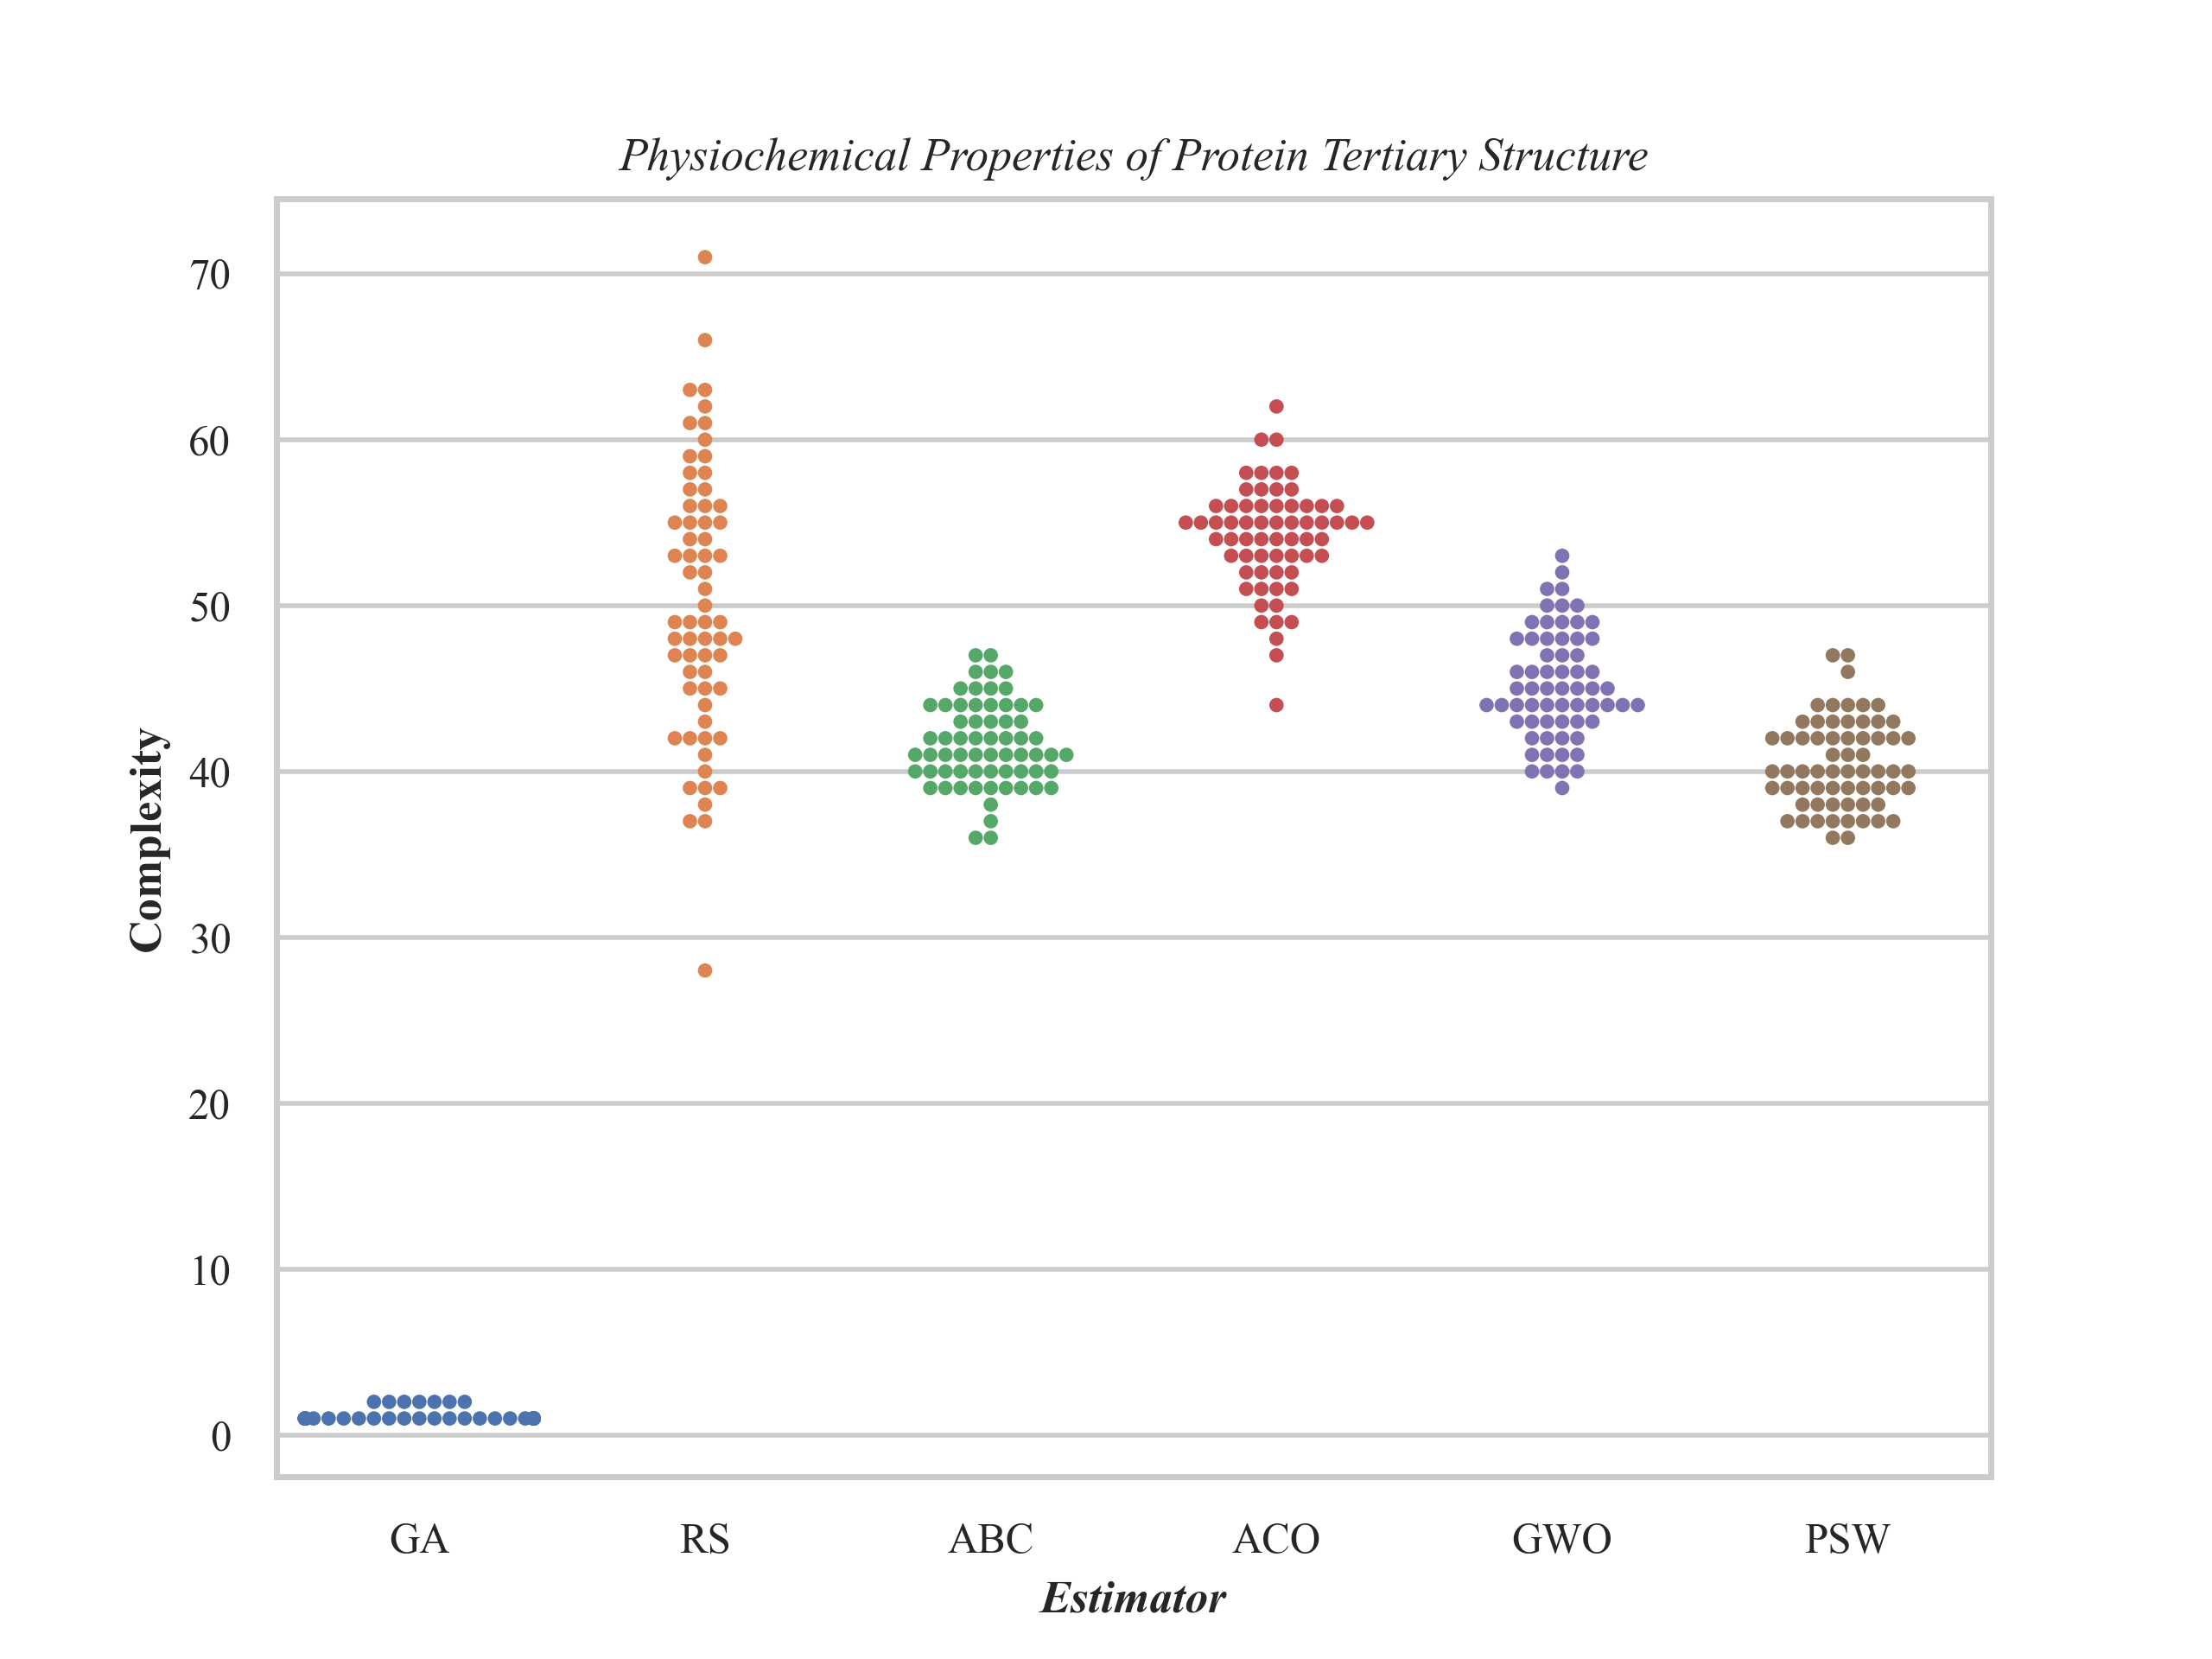 Physiochemical Properties of Protein Tertiary Structure
70
60
50
40
30
20
10
0
Complexity
GA RS ABC ACO GWO PSW
Estimator